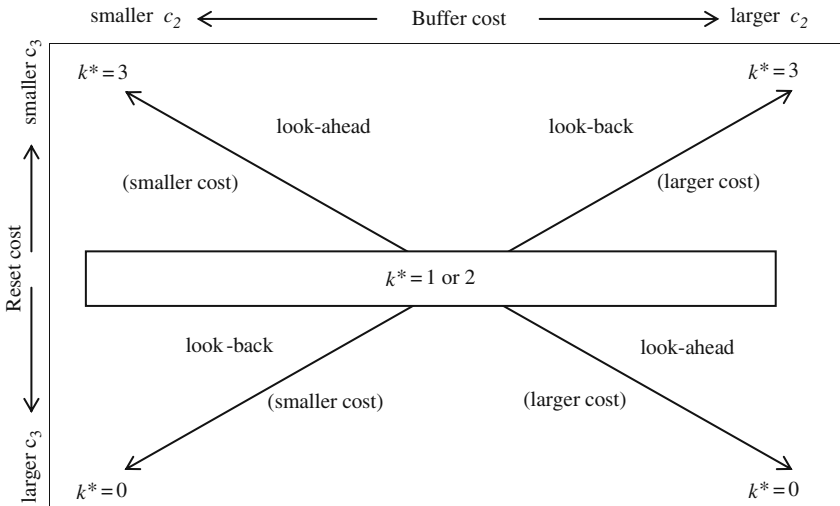 smaller c2 Buffer cost larger c2
smaller c3
Reset cost
larger c3
k* = 3
k* = 3
look-ahead
look-back
(smaller cost)
(larger cost)
k* = 1 or 2
look-back
look-ahead
(smaller cost)
(larger cost)
k* = 0
k* = 0